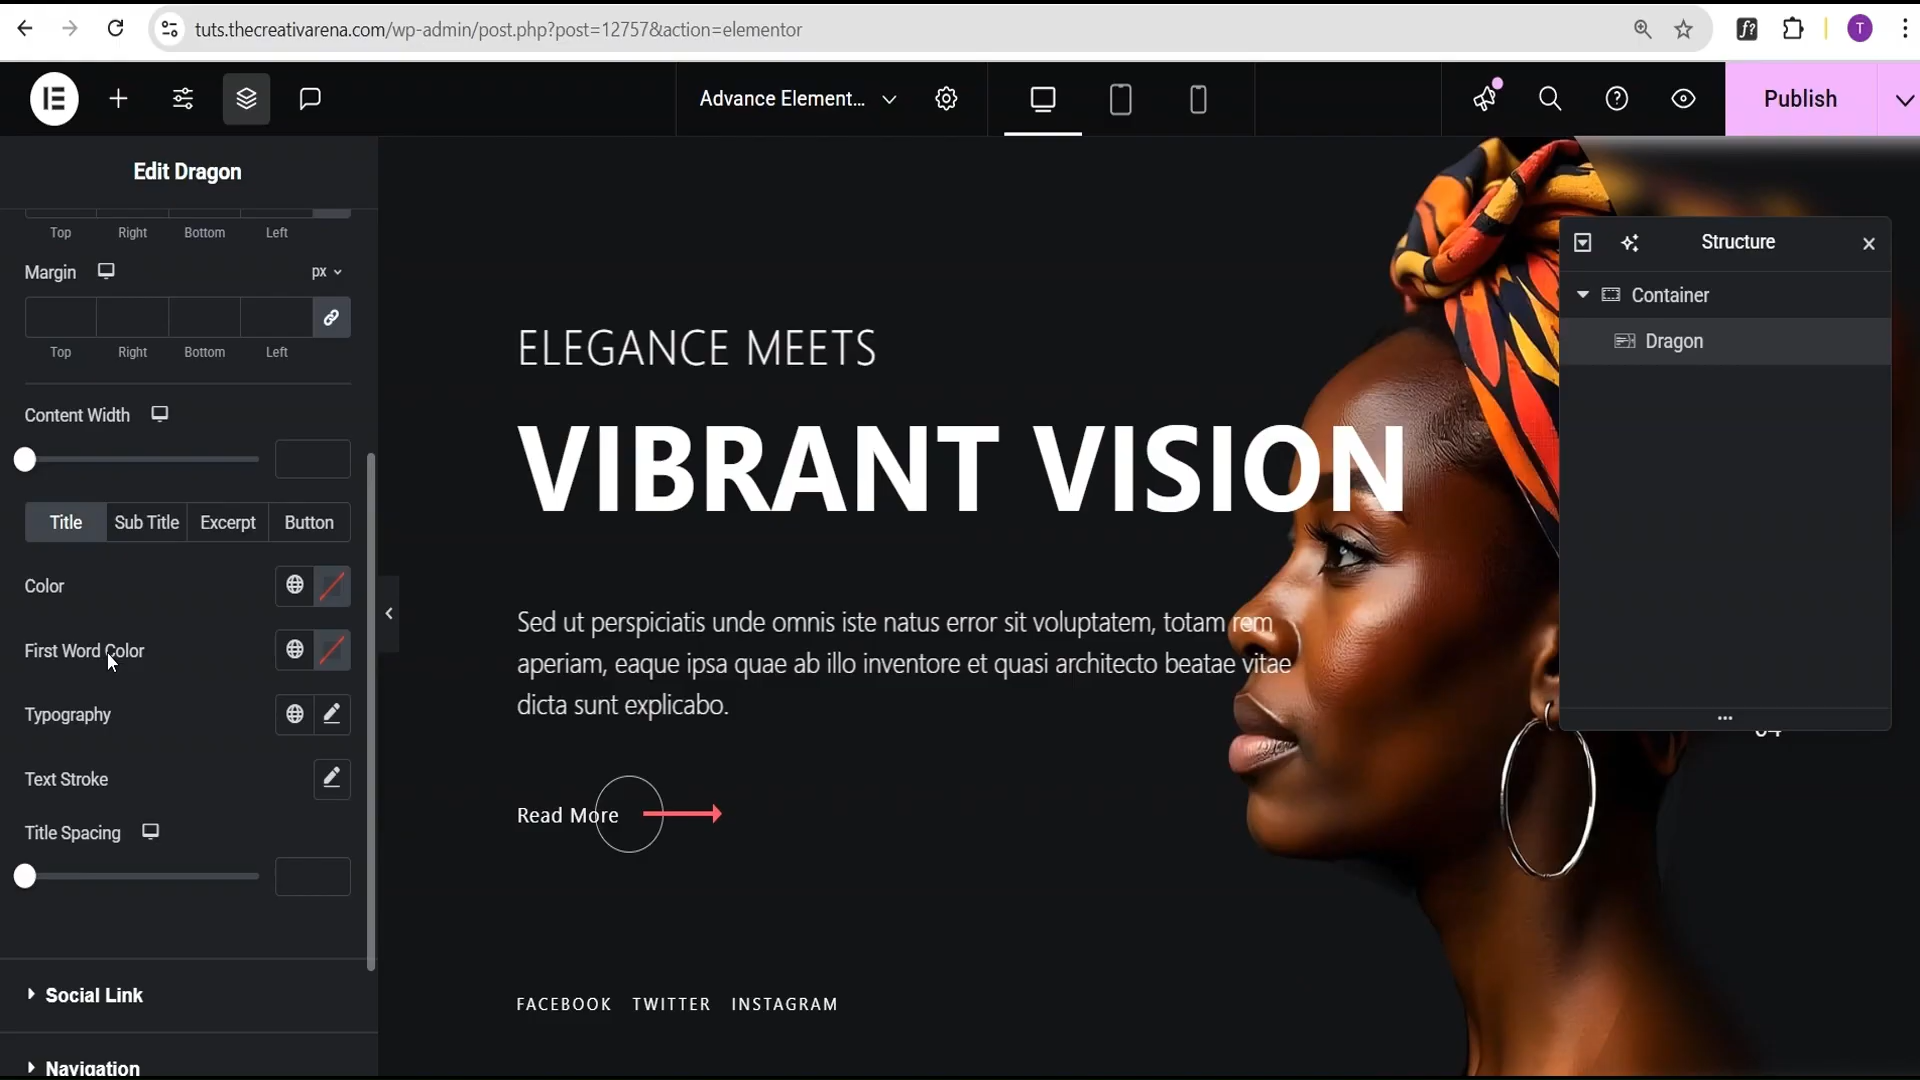 tuts.thecreativarena.com/wp-admin/post.php?post=12757&action=elementor
T
Advance Element...
Publish
Edit Dragon
Top Right Bottom Left
Margin px
Top Right Bottom Left
Content Width
Title Sub Title Excerpt Button
Color
First Word Color
Typography
Text Stroke
Title Spacing
Social Link
Navigation
ELEGANCE MEETS
VIBRANT VISION
Sed ut perspiciatis unde omnis iste natus error sit voluptatem, totam rem
aperiam, eaque ipsa quae ab illo inventore et quasi architecto beatae vitae
dicta sunt explicabo.
Read More
FACEBOOK TWITTER INSTAGRAM
Structure
Container
Dragon